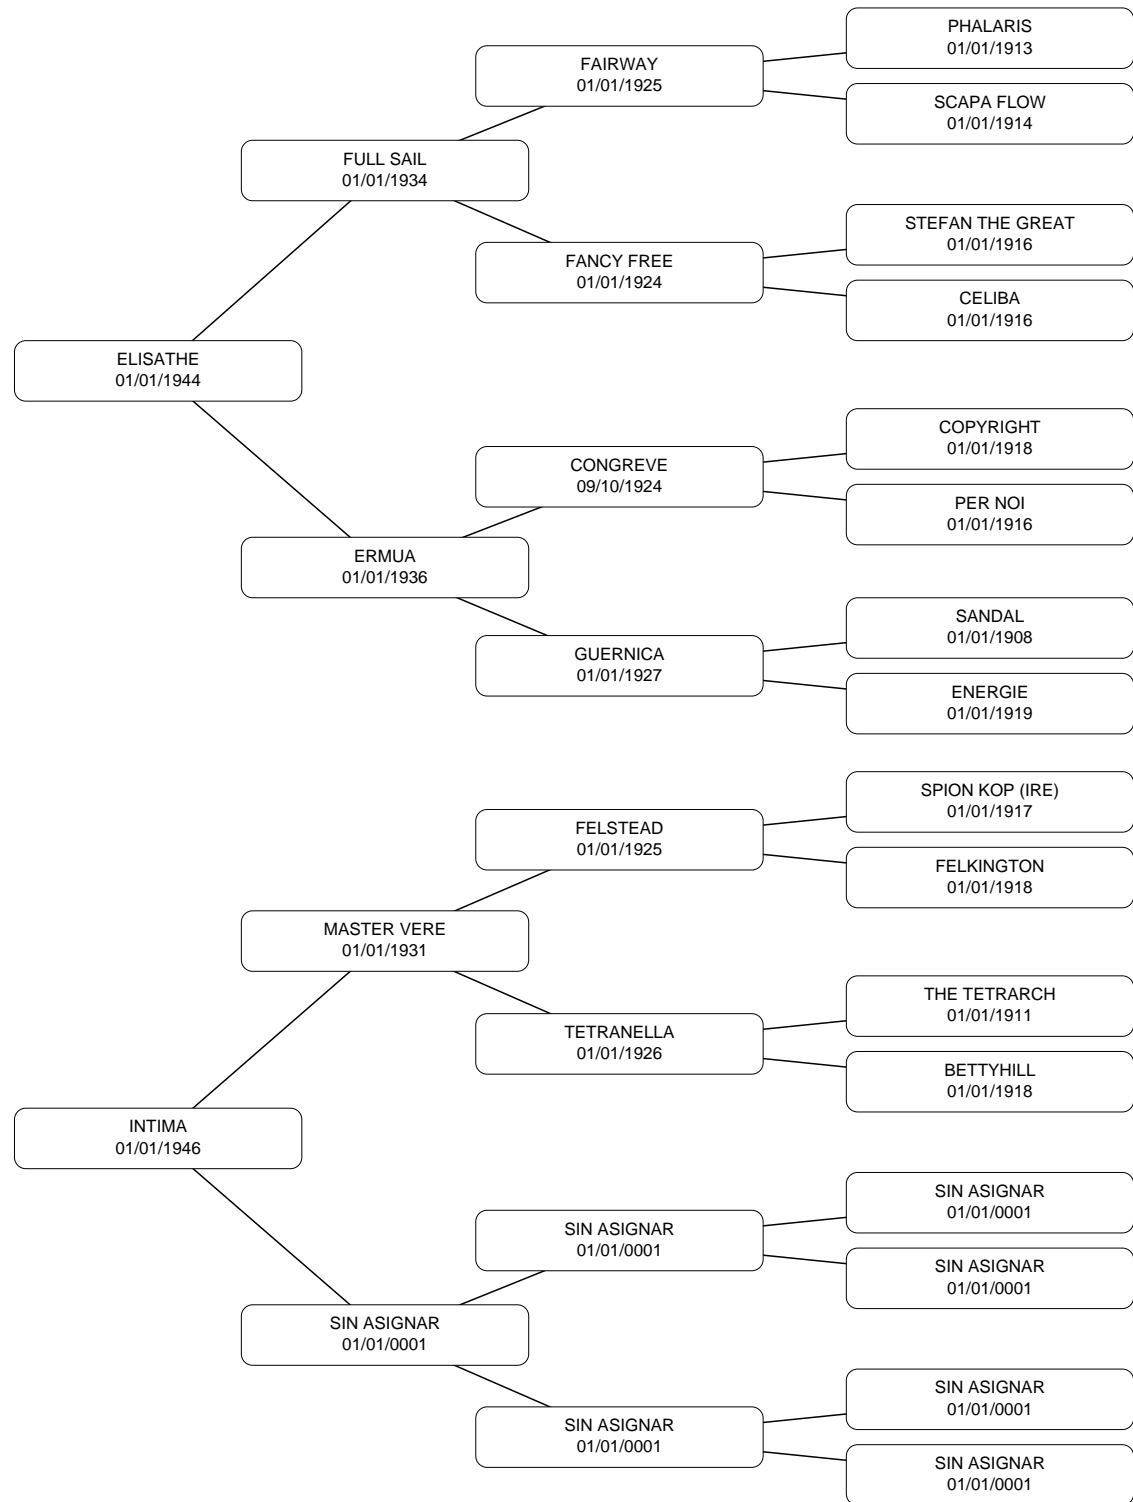 PHALARIS
01/01/1913
FAIRWAY
01/01/1925
SCAPA FLOW
01/01/1914
FULL SAIL
01/01/1934
STEFAN THE GREAT
01/01/1916
FANCY FREE
01/01/1924
CELIBA
01/01/1916
ELISATHE
01/01/1944
COPYRIGHT
01/01/1918
CONGREVE
09/10/1924
PER NOI
01/01/1916
ERMUA
01/01/1936
SANDAL
01/01/1908
GUERNICA
01/01/1927
ENERGIE
01/01/1919
SPION KOP (IRE)
01/01/1917
FELSTEAD
01/01/1925
FELKINGTON
01/01/1918
MASTER VERE
01/01/1931
THE TETRARCH
01/01/1911
TETRANELLA
01/01/1926
BETTYHILL
01/01/1918
INTIMA
01/01/1946
SIN ASIGNAR
01/01/0001
SIN ASIGNAR
01/01/0001
SIN ASIGNAR
01/01/0001
SIN ASIGNAR
01/01/0001
SIN ASIGNAR
01/01/0001
SIN ASIGNAR
01/01/0001
SIN ASIGNAR
01/01/0001